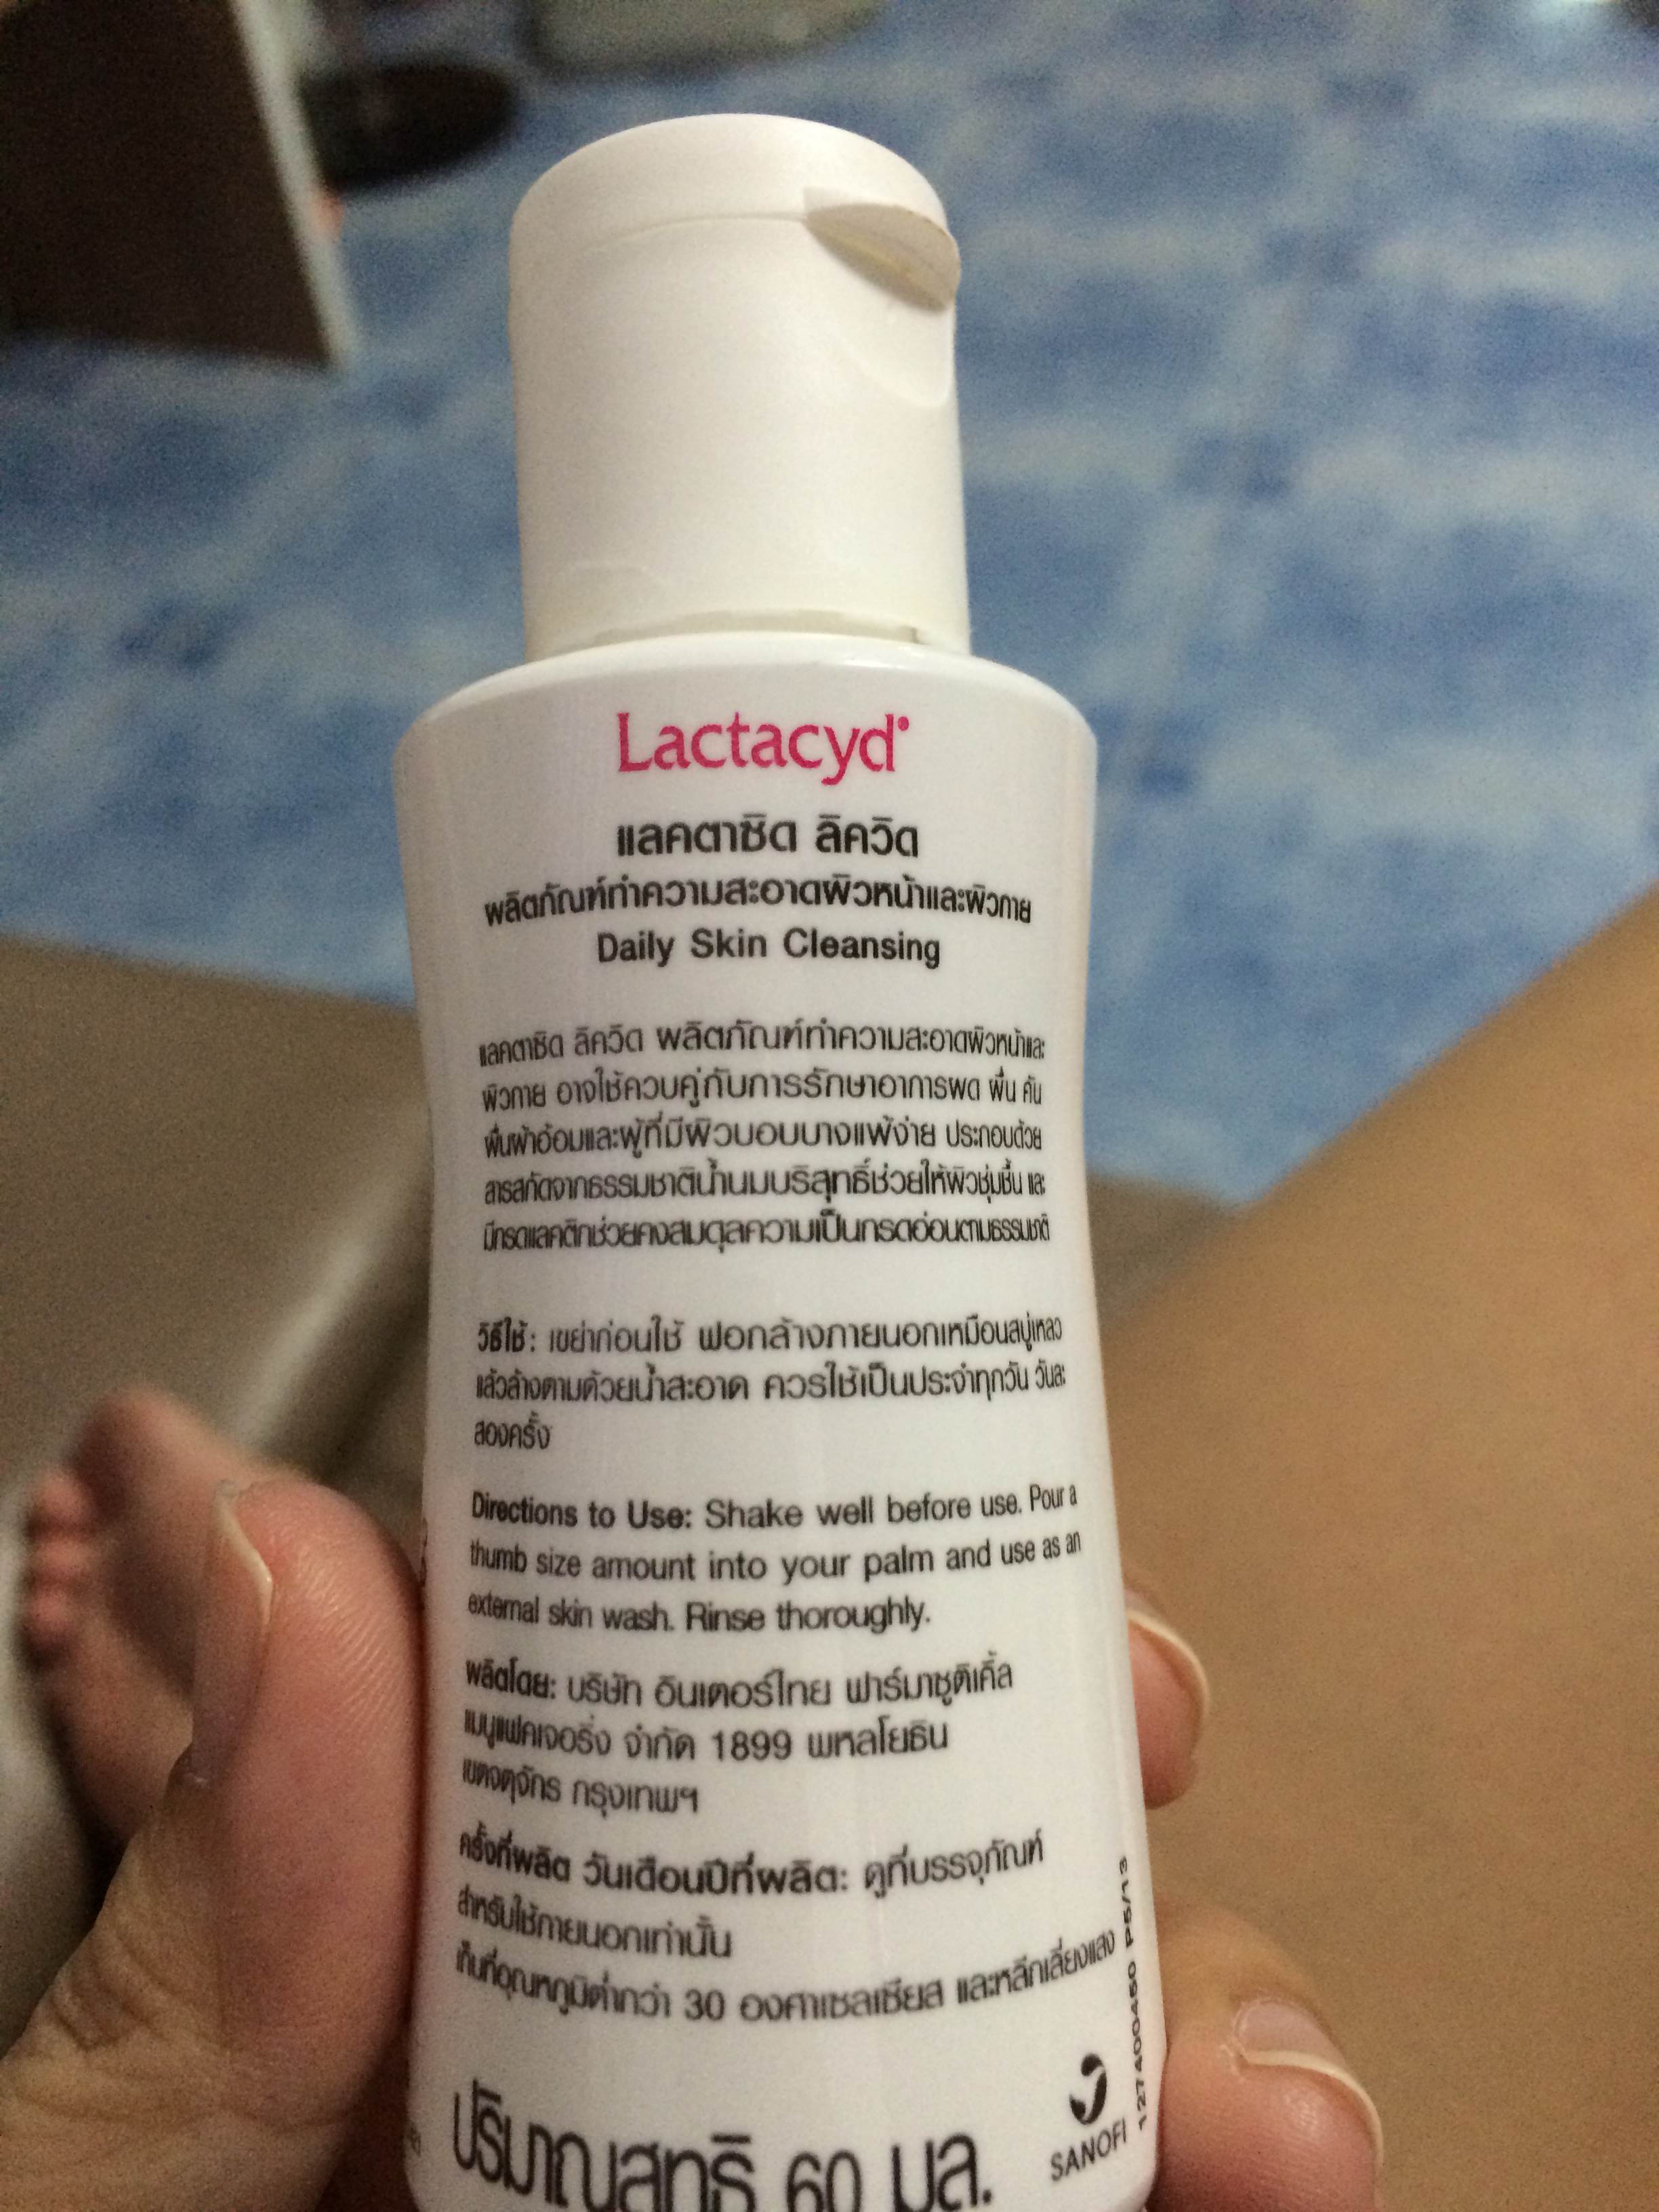 Lactacyd
แลคตาซิด ลิควิด
ผลิตภัณฑ์ทำความสะอาดผิวหน้าและผิวกาย
Daily Skin Cleansing
แลคตาซิด ลิควิด ผลิตภัณฑ์ทำความสะอาดผิวหน้าและ
ผิวกาย อาจใช้ควบคู่กับการรักษาอาการผด ผื่น คัน
ผื่นผ้าอ้อมและผู้ที่มีผิวบอบบางแพ้ง่าย ประกอบด้วย
สารสกัดจากธรรมชาติน้ำนมบริสุทธิ์ช่วยให้ผิวชุ่มชื้น และ
มีกรดแลคติกช่วยคงสมดุลความเป็นกรดอ่อนตามธรรมชาติ
วิธีใช้: เขย่าก่อนใช้ ฟอกล้างภายนอกเหมือนสบู่เหลว
แล้วล้างตามด้วยน้ำสะอาด ควรใช้เป็นประจำทุกวัน วันละ
สองครั้ง
Directions to Use: Shake well before use. Pour a
thumb size amount into your palm and use as an
external skin wash. Rinse thoroughly.
ผลิตโดย: บริษัท อินเตอร์ไทย ฟาร์มาซูติเคิ้ล
แมนูแฟคเจอริ่ง จำกัด 1899 พหลโยธิน
เขตจตุจักร กรุงเทพฯ
ครั้งที่ผลิต วันเดือนปีที่ผลิต: ดูที่บรรจุภัณฑ์
สำหรับใช้ภายนอกเท่านั้น
เก็บที่อุณหภูมิต่ำกว่า 30 องศาเซลเซียส และหลีกเลี่ยงแสง
ปริมาณสุทธิ 60 มล.
SANOFI
127400450 P5/13